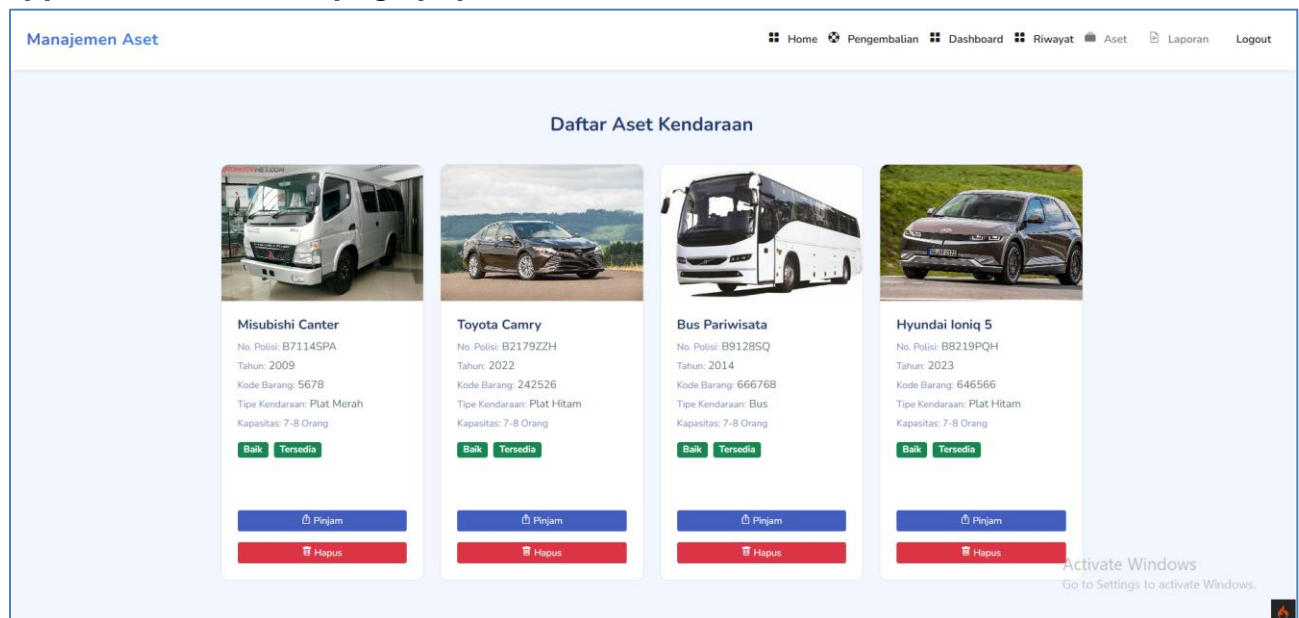 Manajemen Aset
Home Pengembalian Dashboard Riwayat Aset Laporan Logout
Daftar Aset Kendaraan
Misubishi Canter
No. Polisi: B7114SPA
Tahun: 2009
Kode Barang: 5678
Tipe Kendaraan: Plat Merah
Kapasitas: 7-8 Orang
Baik Tersedia
Pinjam
Hapus
Toyota Camry
No. Polisi: B2179ZZH
Tahun: 2022
Kode Barang: 242526
Tipe Kendaraan: Plat Hitam
Kapasitas: 7-8 Orang
Baik Tersedia
Pinjam
Hapus
Bus Pariwisata
No. Polisi: B9128SQ
Tahun: 2014
Kode Barang: 666768
Tipe Kendaraan: Bus
Kapasitas: 7-8 Orang
Baik Tersedia
Pinjam
Hapus
Hyundai Ioniq 5
No. Polisi: B8219PQH
Tahun: 2023
Kode Barang: 646566
Tipe Kendaraan: Plat Hitam
Kapasitas: 7-8 Orang
Baik Tersedia
Pinjam
Hapus
Activate Windows
Go to Settings to activate Windows.